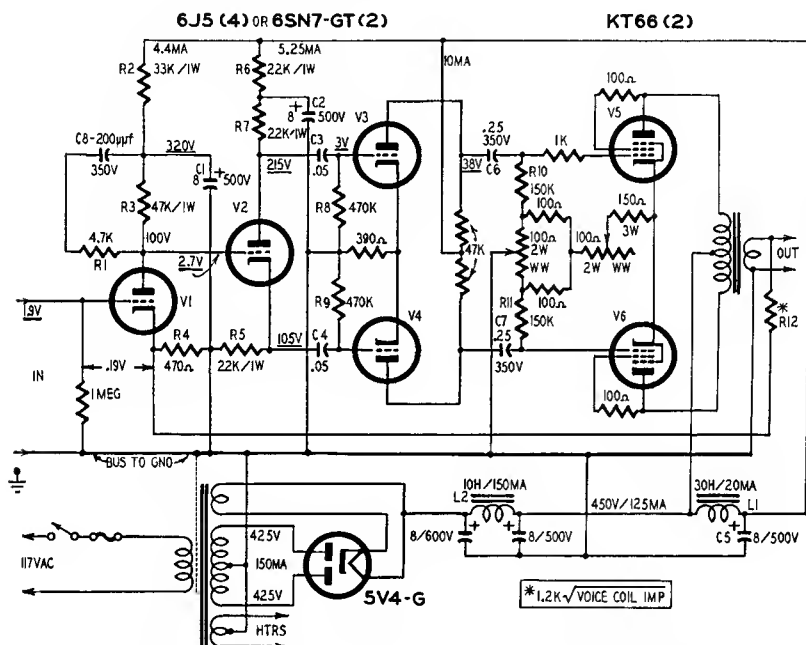 6J5 (4) OR 6SN7-GT (2)
KT66 (2)
4.4MA
R2
33K/1W
5.25MA
R6
22K/1W
R7
22K/1W
+
C2
8
500V
10MA
100Ω
V5
C8-200μμf
350V
320V
C1
8
+
500V
C3
.05
3V
V3
.25
350V
38V
C6
1K
215V
R3
47K/1W
V2
R8
470K
R10
150K
100Ω
150Ω
3W
4.7K
R1
100V
2.7V
390Ω
47K
100Ω
2W
WW
100Ω
2W
WW
OUT
1.9V
V1
R9
470K
V4
R11
150K
100Ω
*
R12
R4
470Ω
R5
22K/1W
105V
C4
.05
C7
.25
350V
V6
.19V
IN
1MEG
100Ω
BUS TO GND
10H/150MA
L2
30H/20MA
L1
450V/125MA
425V
+
8/600V
+
8/500V
+
C5
8/500V
117VAC
150MA
425V
5V4-G
HTRS
*1.2K√VOICE COIL IMP